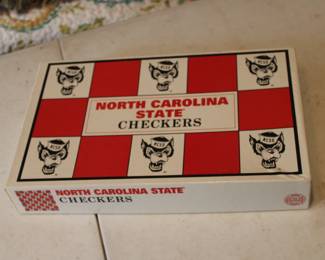 NORTH CAROLINA
STATE
CHECKERS
NORTH CAROLINA STATE
CHECKERS